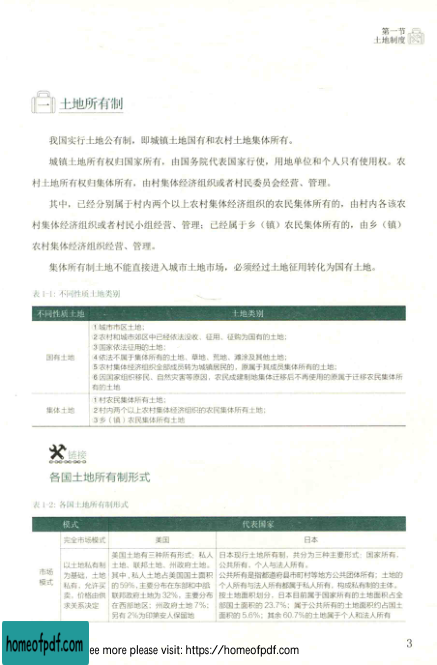 第一节
土地制度
一 土地所有制
我国实行土地公有制，即城镇土地国有和农村土地集体所有。
城镇土地所有权归国家所有，由国务院代表国家行使，用地单位和个人只有使用权。农
村土地所有权归集体所有，由村集体经济组织或者村民委员会经营、管理。
其中，已经分别属于村内两个以上农村集体经济组织的农民集体所有的，由村内各该农
村集体经济组织或者村民小组经营、管理；已经属于乡（镇）农民集体所有的，由乡（镇）
农村集体经济组织经营、管理。
集体所有制土地不能直接进入城市土地市场，必须经过土地征用转化为国有土地。
表1-1：不同性质土地类别
不同性质土地 土地类别
国有土地
1 城市市区土地；
2 农村和城市郊区中已经依法没收、征用、征购为国有的土地；
3 国家依法征用的土地；
4 依法不属于集体所有的土地、草地、荒地、滩涂及其他土地；
5 农村集体经济组织全部成员转为城镇居民的，原属于其成员集体所有的土地；
6 因国家组织移民、自然灾害等原因，农民成建制地集体迁移后不再使用的原属于迁移农民集体所
有的土地
集体土地
1 村农民集体所有土地；
2 村内两个以上农村集体经济组织的农民集体所有土地；
3 乡（镇）农民集体所有土地
链接
各国土地所有制形式
表1-2：各国土地所有制形式
模式 代表国家
完全市场模式 美国 日本
市场
模式
以土地私有制
为基础，土地
私有，允许买
卖，价格由供
求关系决定
美国土地有三种所有形式：私人
土地、联邦土地、州政府土地。
其中，私人土地占美国国土面积
的59%，主要分布在东部和中部；
联邦政府土地为32%，主要分布
在西部地区；州政府土地7%；
另有2%为印第安人保留地
日本现行土地所有制，共分为三种主要形式：国家所有、
公共所有、个人与法人所有。
公共所有是指都道府县市町村等地方公共团体所有；土地的
个人所有与法人所有都属于私人所有，构成私有制的主体。
按土地面积划分，日本目前属于国家所有的土地面积占全
部国土面积的23.7%；属于公共所有的土地面积约占国土
面积的5.6%；其余60.7%的土地属于个人和法人所有
homeofpdf.com
ee more please visit: https://homeofpdf.com
3